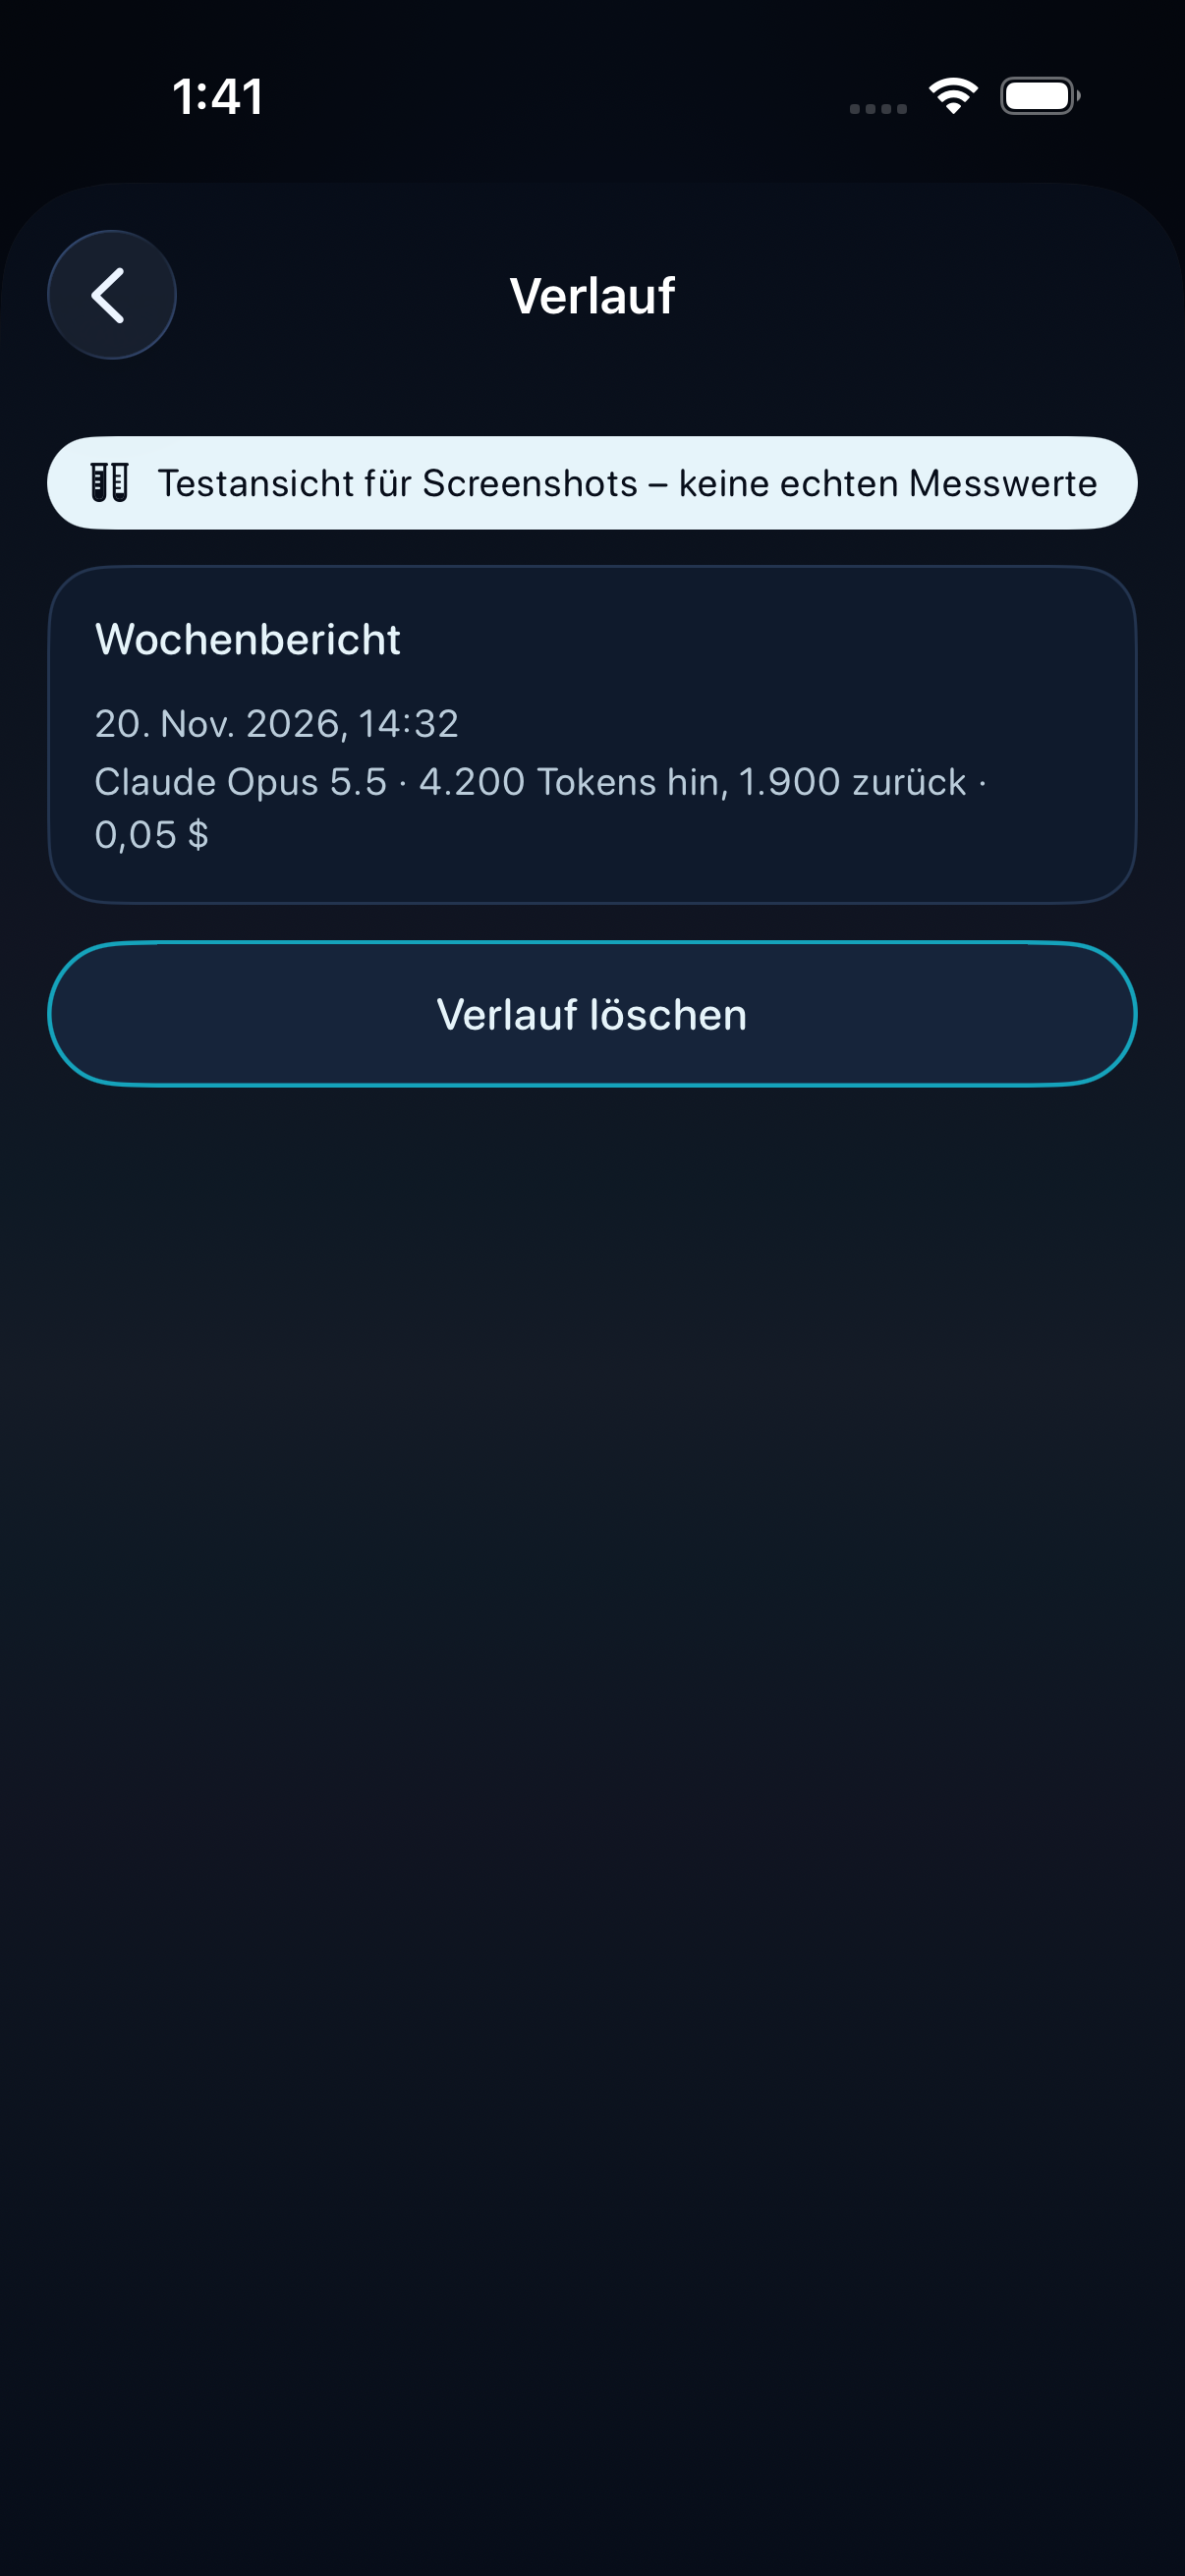 1:41
Verlauf
Testansicht für Screenshots – keine echten Messwerte
Wochenbericht
20. Nov. 2026, 14:32
Claude Opus 5.5 · 4.200 Tokens hin, 1.900 zurück ·
0,05 $
Verlauf löschen